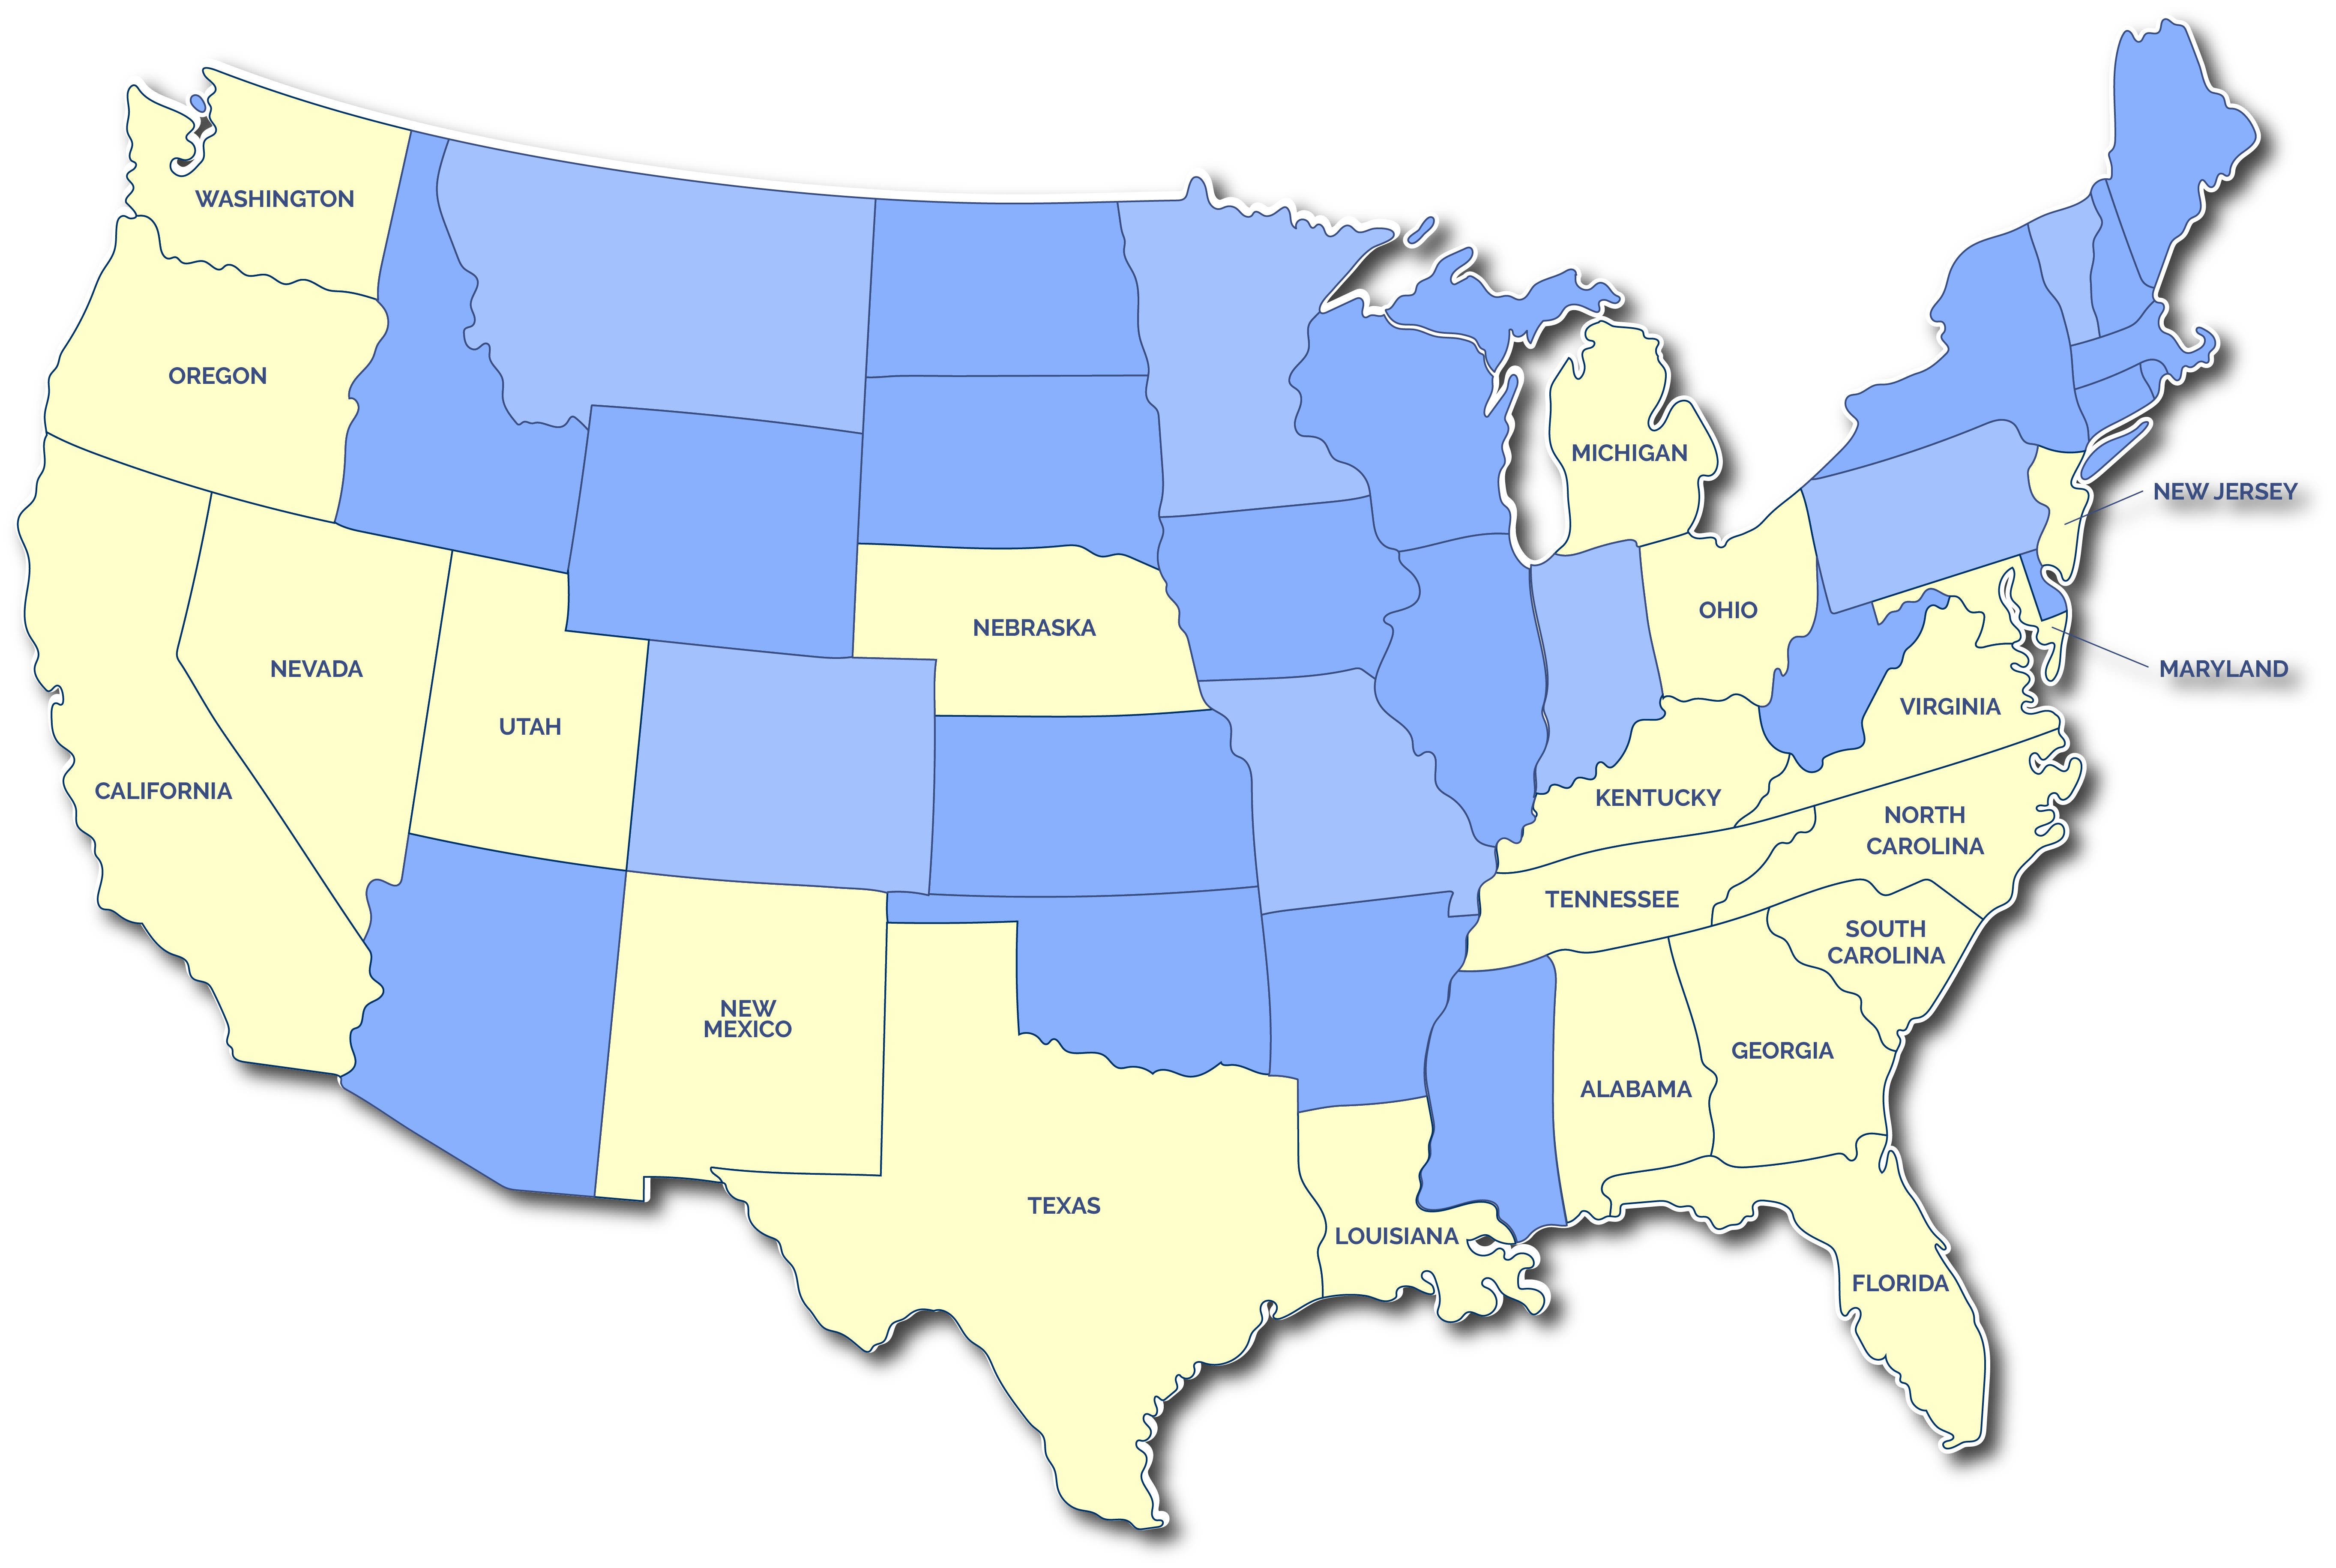 WASHINGTON
OREGON
MICHIGAN
NEW JERSEY
OHIO
NEBRASKA
NEVADA
MARYLAND
VIRGINIA
UTAH
CALIFORNIA
KENTUCKY
NORTH
CAROLINA
TENNESSEE
SOUTH
CAROLINA
NEW
MEXICO
GEORGIA
ALABAMA
TEXAS
LOUISIANA
FLORIDA